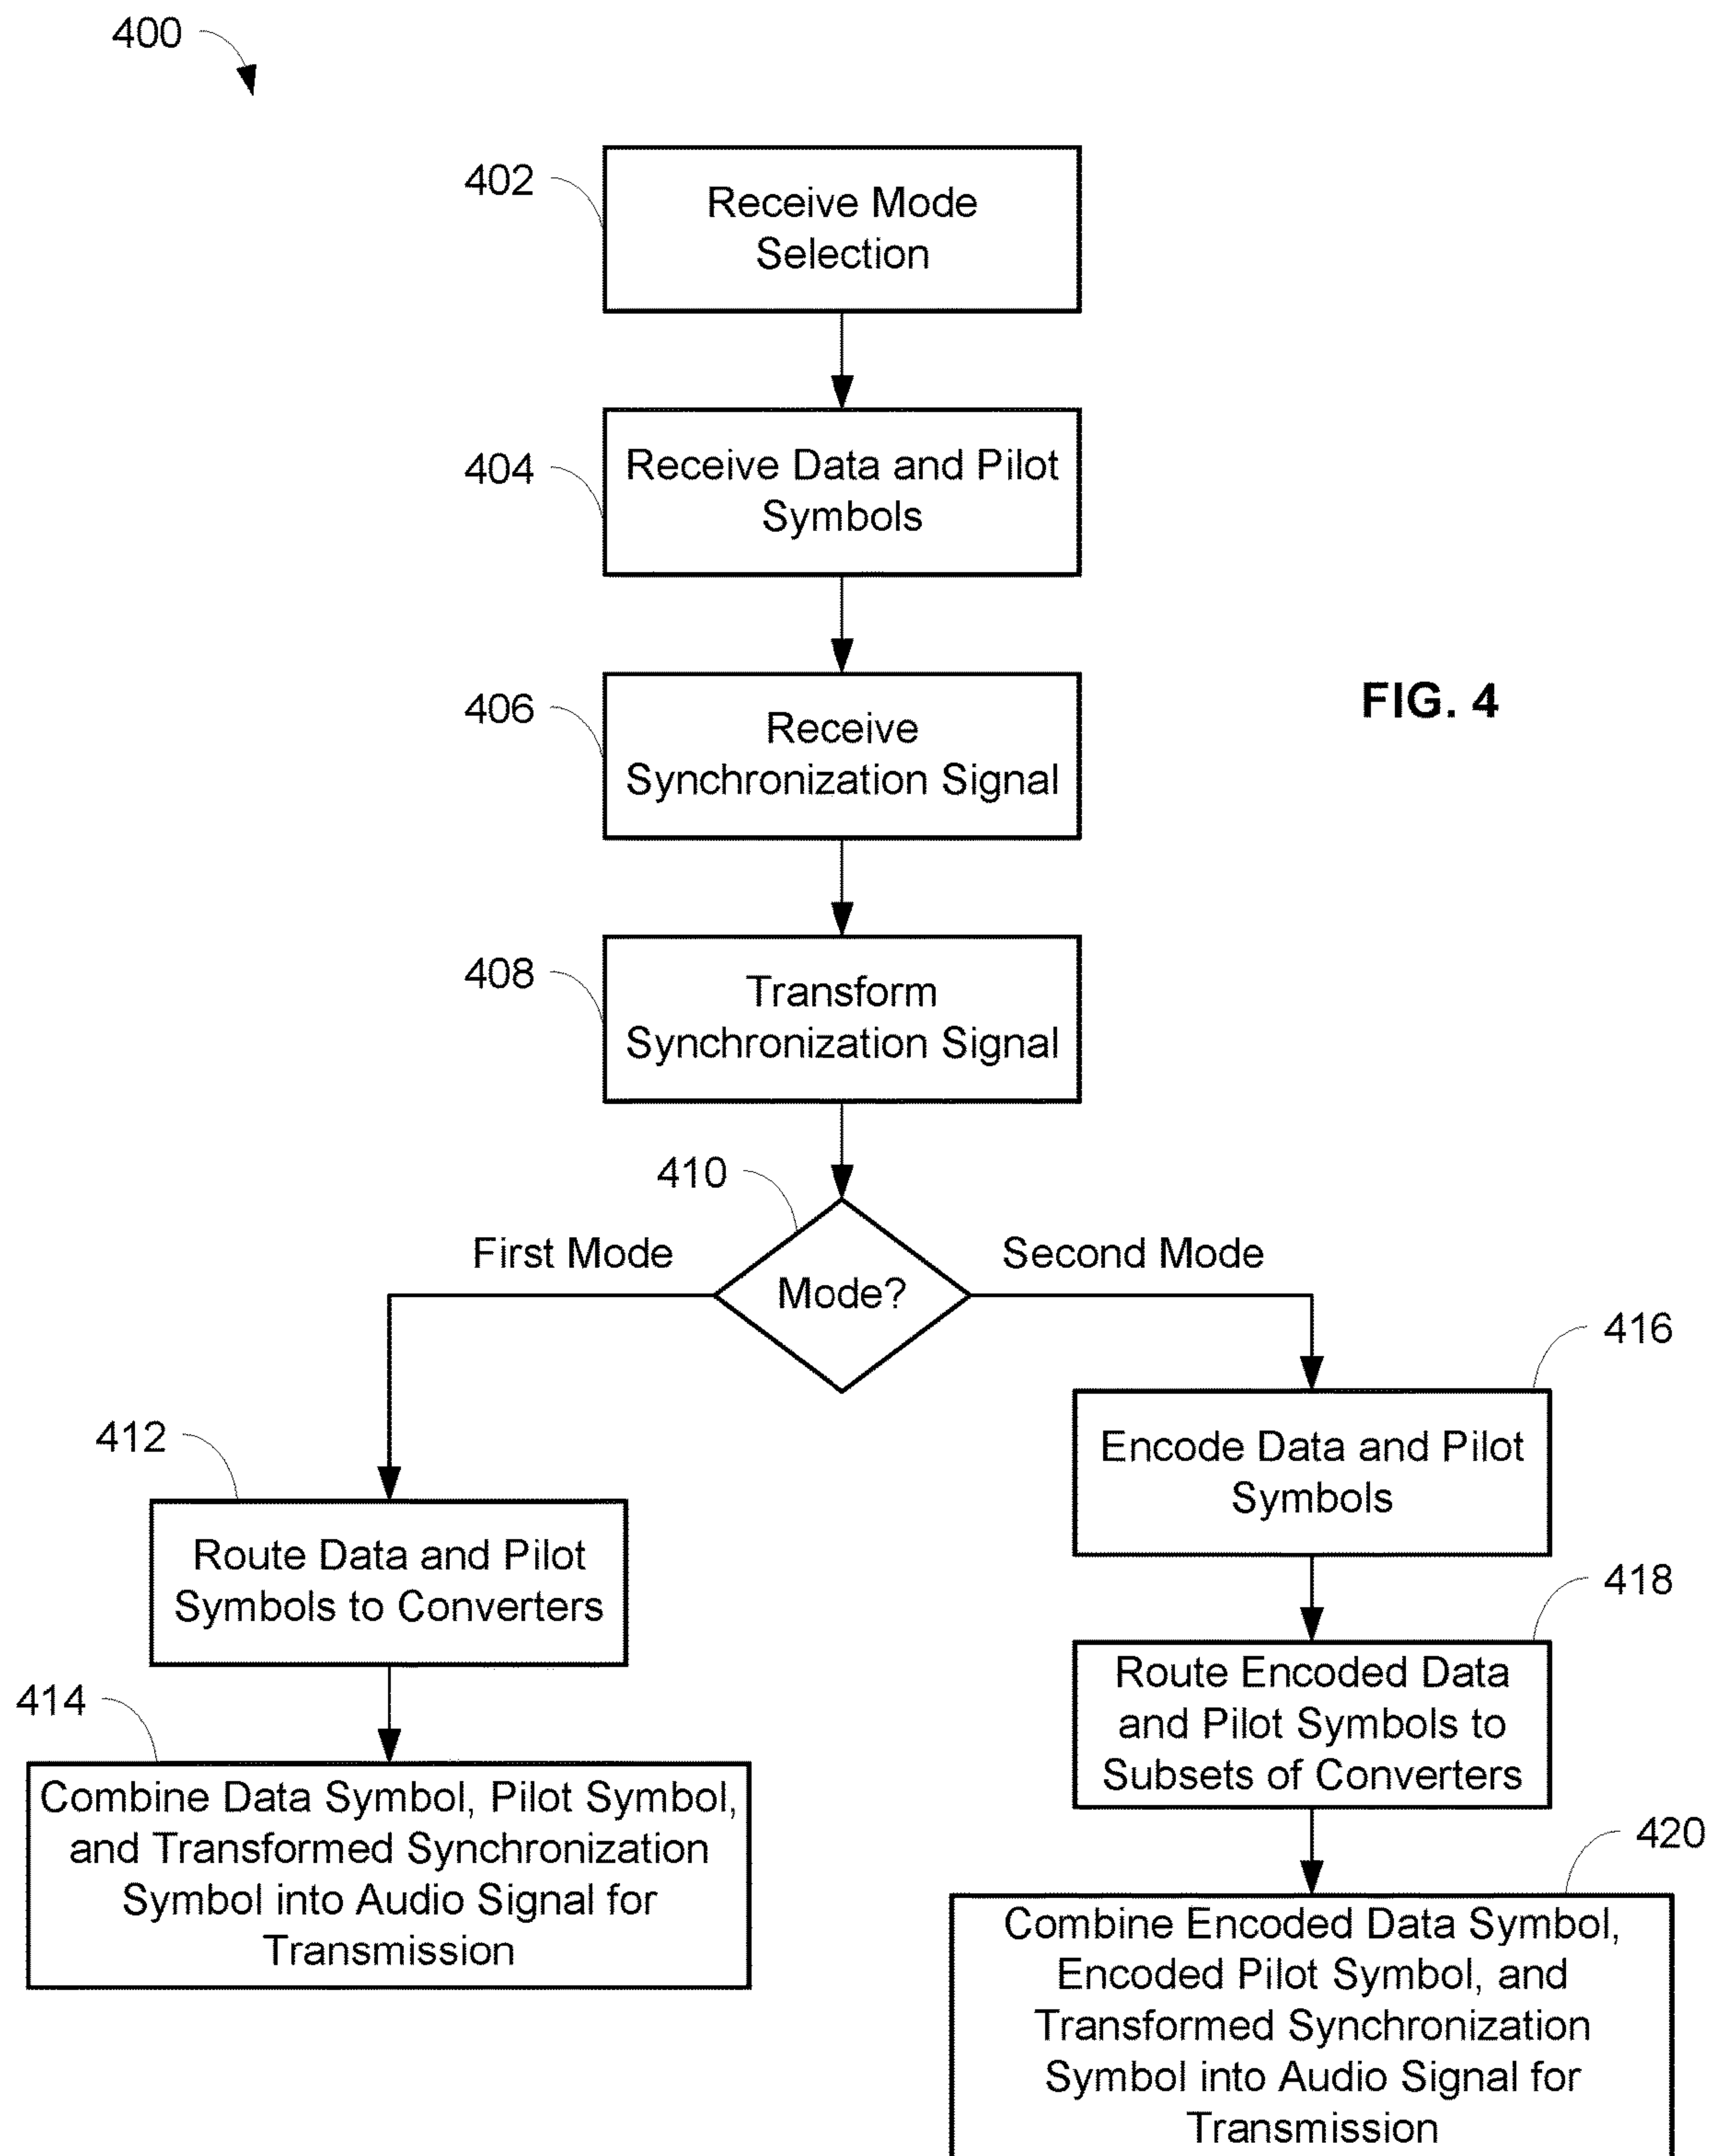 400
402
Receive Mode
Selection
404
Receive Data and Pilot
Symbols
406
Receive
Synchronization Signal
FIG. 4
408
Transform
Synchronization Signal
410
First Mode
Mode?
Second Mode
412
Route Data and Pilot
Symbols to Converters
414
Combine Data Symbol, Pilot Symbol,
and Transformed Synchronization
Symbol into Audio Signal for
Transmission
416
Encode Data and Pilot
Symbols
418
Route Encoded Data
and Pilot Symbols to
Subsets of Converters
420
Combine Encoded Data Symbol,
Encoded Pilot Symbol, and
Transformed Synchronization
Symbol into Audio Signal for
Transmission